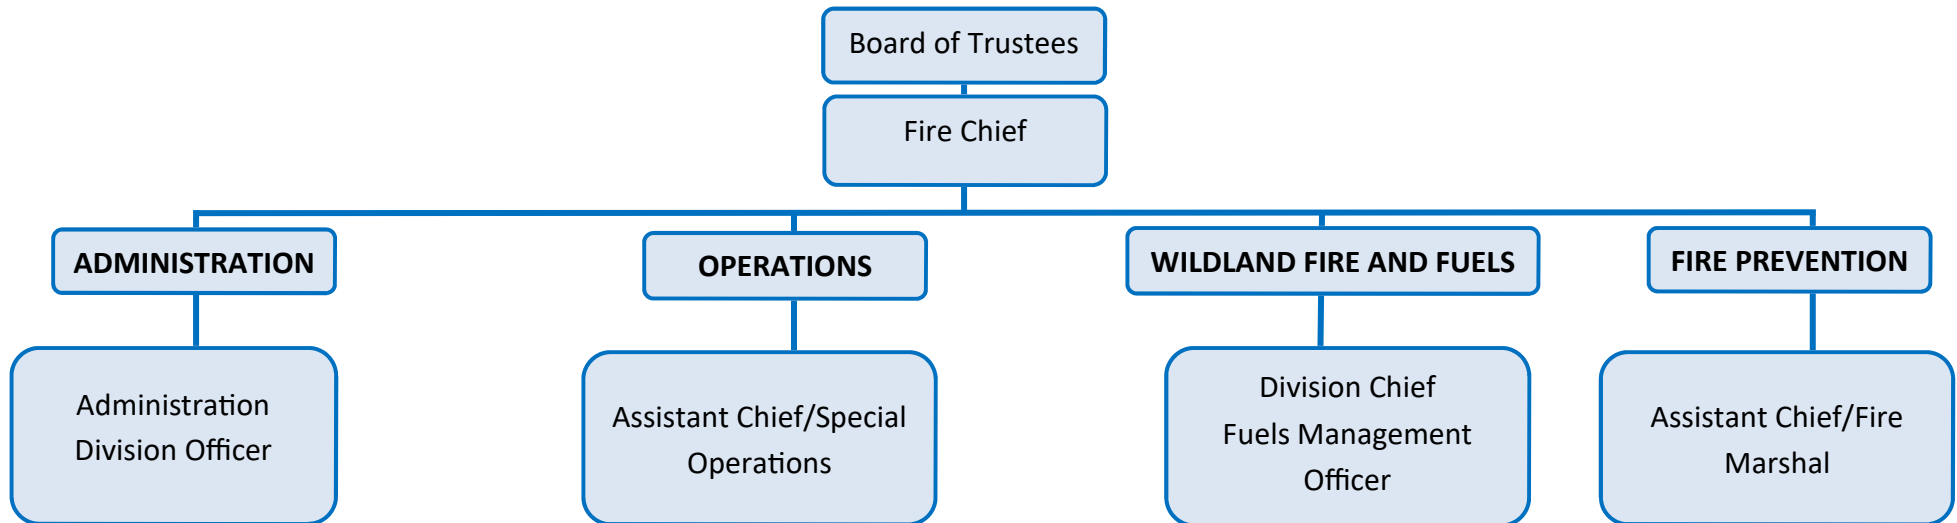 Board of Trustees
Fire Chief
ADMINISTRATION
OPERATIONS
WILDLAND FIRE AND FUELS
FIRE PREVENTION
Administration
Division Officer
Assistant Chief/Special
Operations
Division Chief
Fuels Management
Officer
Assistant Chief/Fire
Marshal